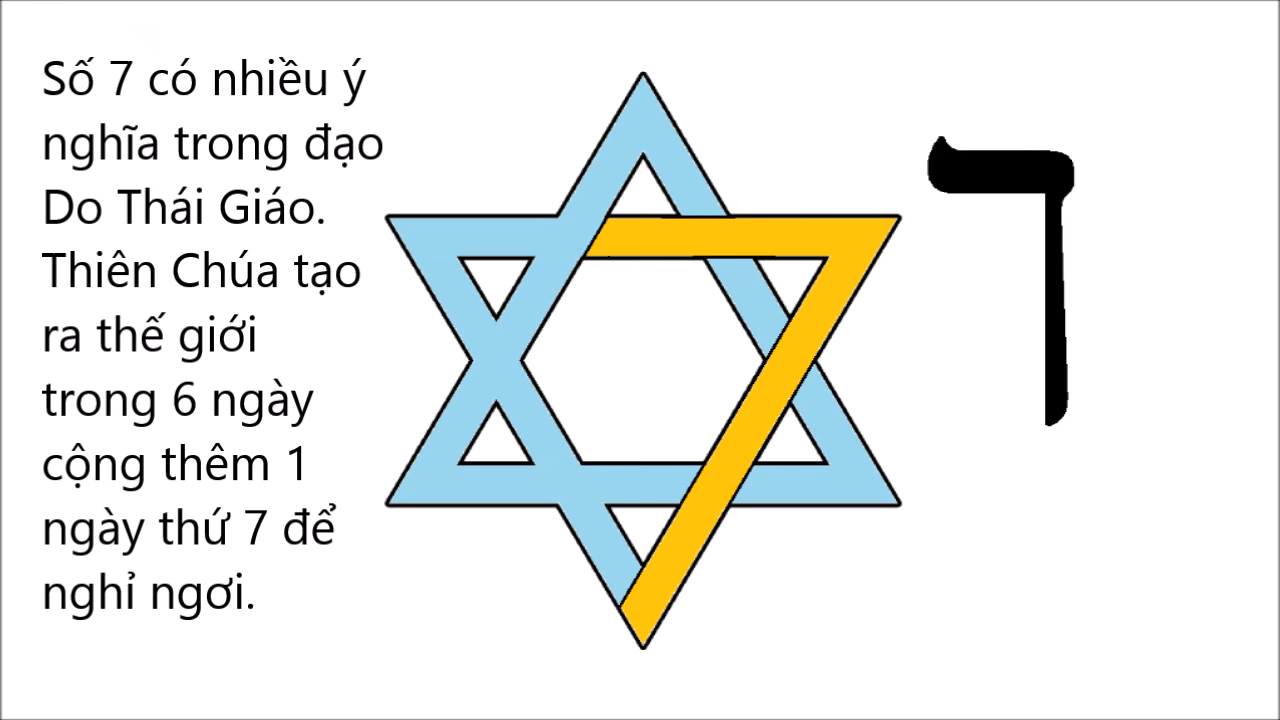 Số 7 có nhiều ý
nghĩa trong đạo
Do Thái Giáo.
Thiên Chúa tạo
ra thế giới
trong 6 ngày
cộng thêm 1
ngày thứ 7 để
nghỉ ngơi.
ך